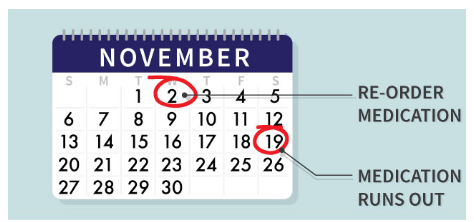 NOVEMBER
S M T W T F S
1 2 3 4 5
RE-ORDER
MEDICATION
6 7 8 9 10 11 12
13 14 15 16 17 18 19
20 21 22 23 24 25 26
MEDICATION
RUNS OUT
27 28 29 30